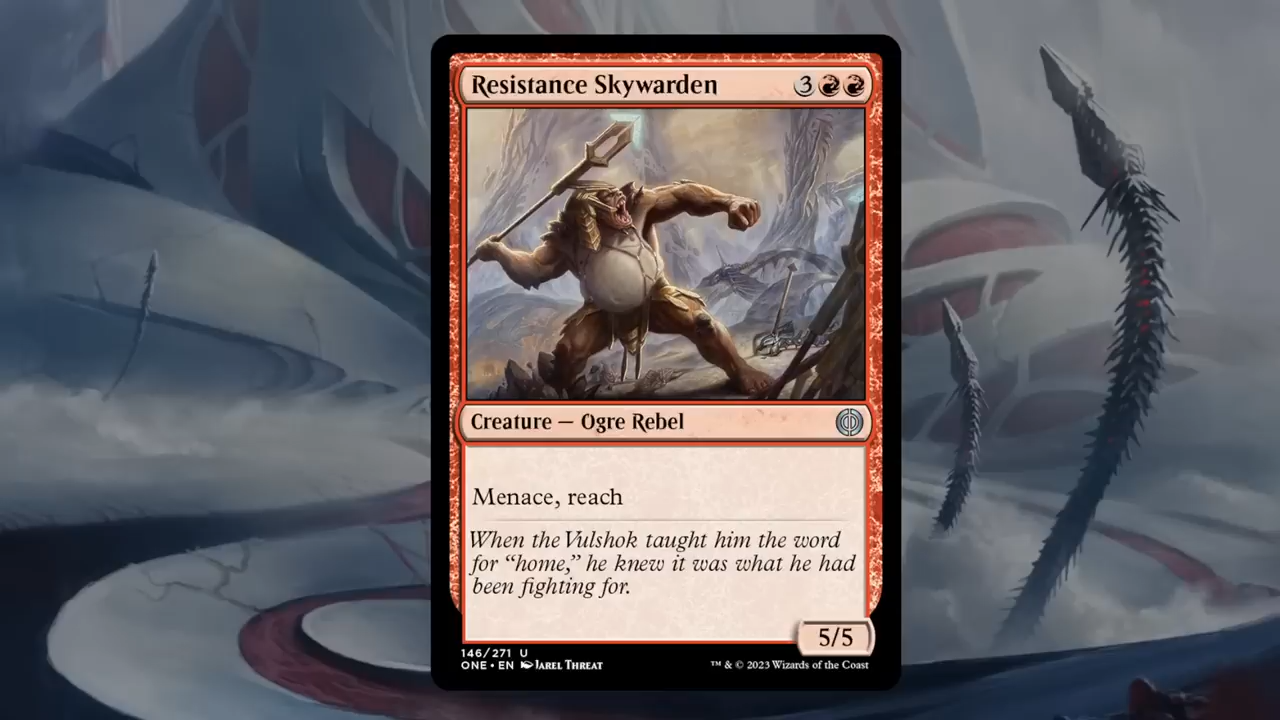 Resistance Skywarden 3
Creature — Ogre Rebel
Menace, reach
When the Vulshok taught him the word
for “home,” he knew it was what he had
been fighting for.
5/5
146/271 U
ONE • EN Jarel Threat
™ & © 2023 Wizards of the Coast